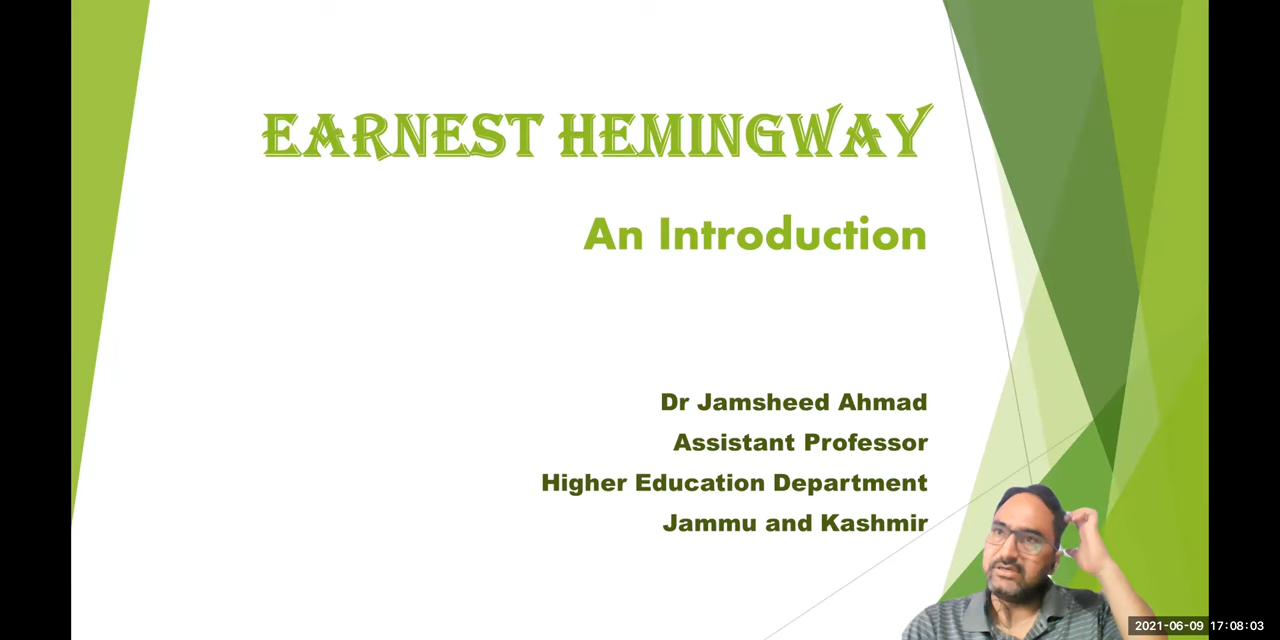 EARNEST HEMINGWAY
An Introduction
Dr Jamsheed Ahmad
Assistant Professor
Higher Education Department
Jammu and Kashmir
2021-06-09 17:08:03